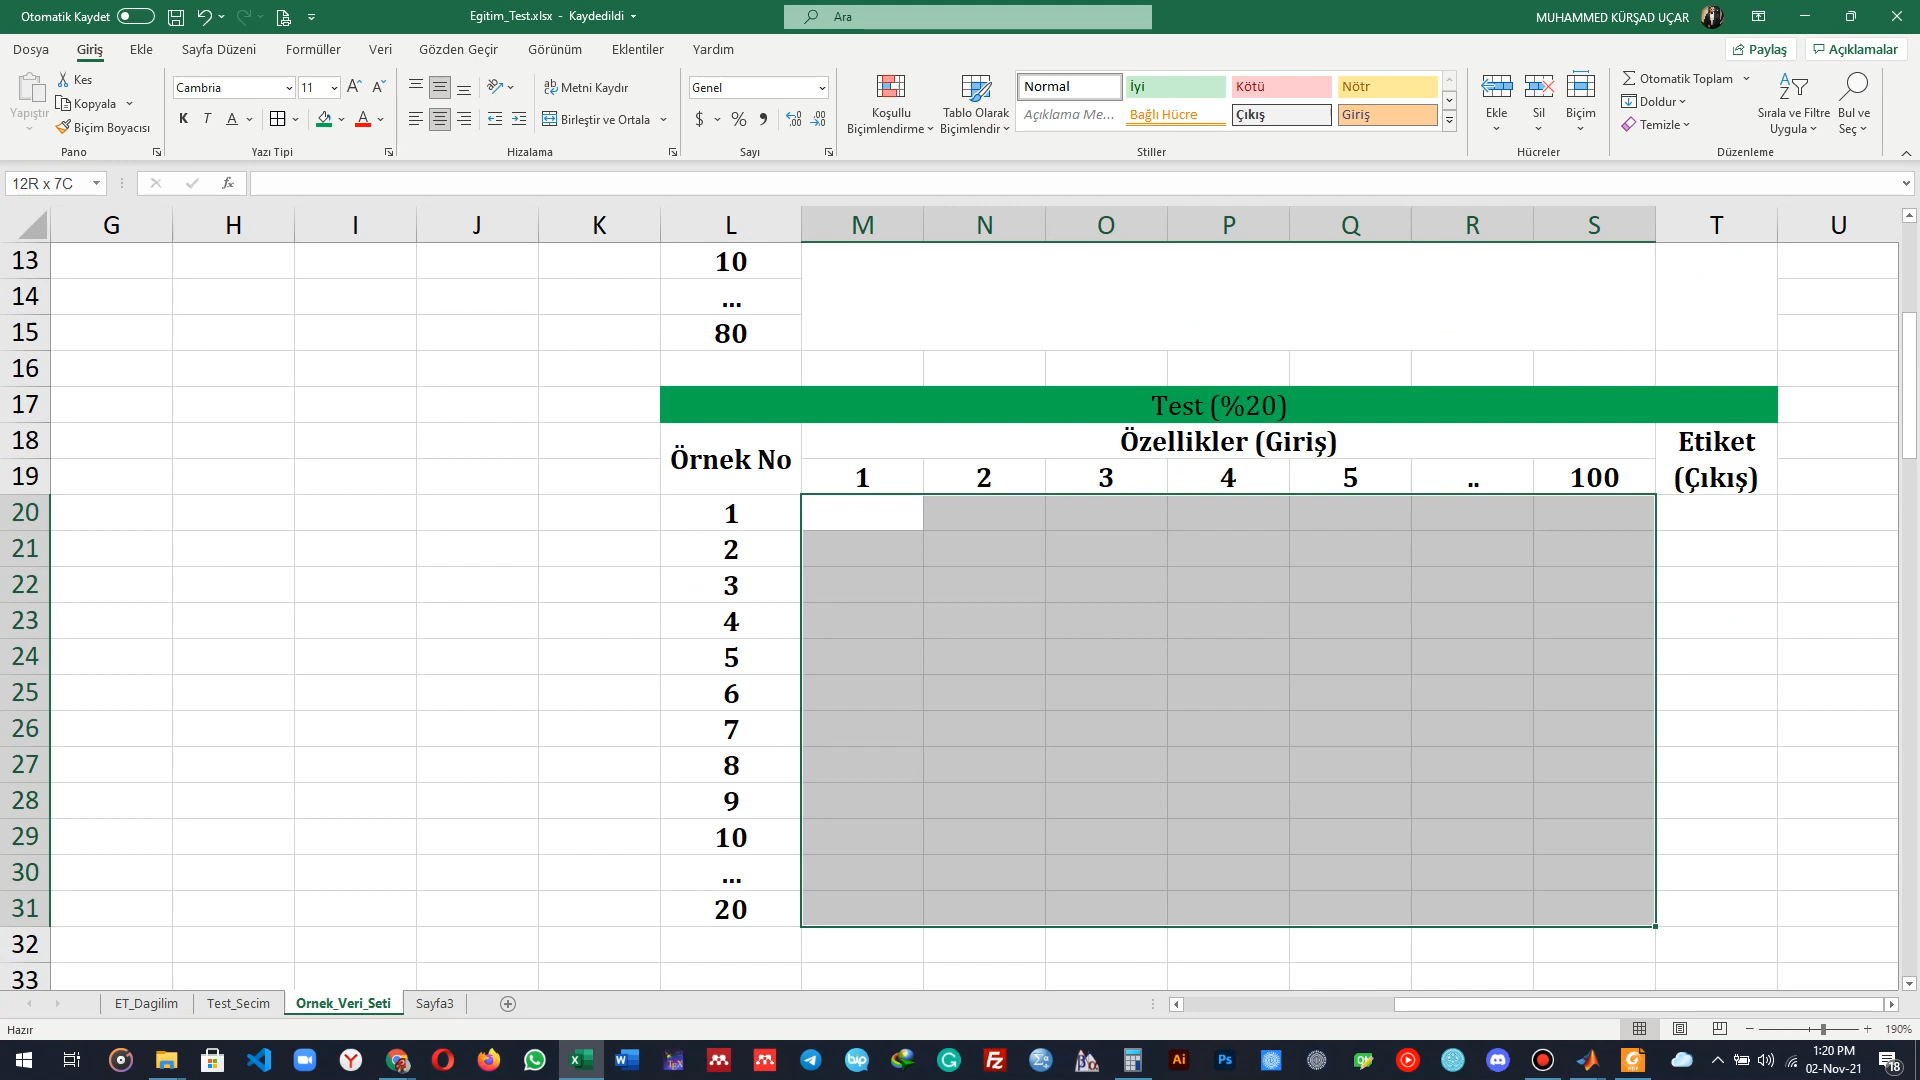 Otomatik Kaydet Egitim_Test.xlsx - Kaydedildi Ara MUHAMMED KÜRŞAD UÇAR
Dosya Giriş Ekle Sayfa Düzeni Formüller Veri Gözden Geçir Görünüm Eklentiler Yardım Paylaş Açıklamalar
Yapıştır Kes Kopyala Biçim Boyacısı Pano
Cambria 11 K T A A Yazı Tipi
Metni Kaydır Birleştir ve Ortala Hizalama
Genel $ % Sayı
Koşullu Biçimlendirme Tablo Olarak Biçimlendir
Normal İyi Kötü Nötr
Açıklama Me... Bağlı Hücre Çıkış Giriş
Stiller
Ekle Sil Biçim Hücreler
Otomatik Toplam Doldur Temizle Sırala ve Filtre Uygula Bul ve Seç Düzenleme
12R x 7C fx
G H I J K L M N O P Q R S T U
13 10
14 ...
15 80
16
17 Test (%20)
18 Örnek No Özellikler (Giriş) Etiket
19 1 2 3 4 5 .. 100 (Çıkış)
20 1
21 2
22 3
23 4
24 5
25 6
26 7
27 8
28 9
29 10
30 ...
31 20
32
33
ET_Dagilim Test_Secim Ornek_Veri_Seti Sayfa3
Hazır 190%
1:20 PM
02-Nov-21
18